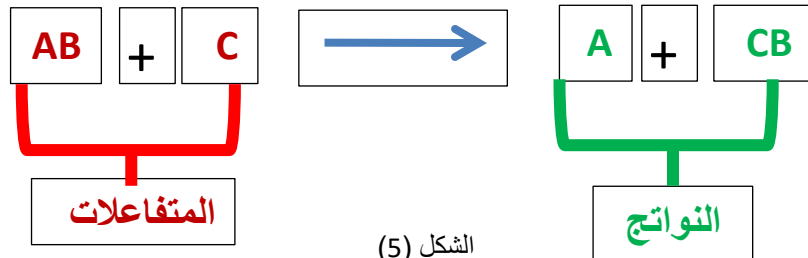 AB + C → A + CB
المتفاعلات النواتج
الشكل (5)